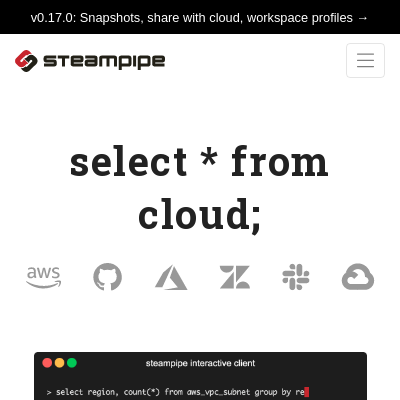 v0.17.0: Snapshots, share with cloud, workspace profiles →
steampipe
select * from
cloud;
aws
steampipe interactive client
> select region, count(*) from aws_vpc_subnet group by re